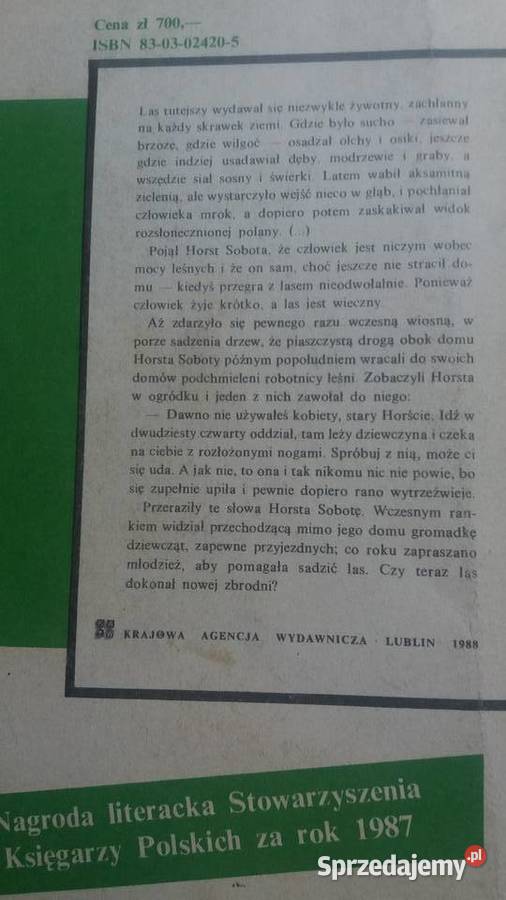 Cena zł 700,—
ISBN 83-03-02420-5
Las tutejszy wydawał się niezwykle żywotny, zachłanny
na każdy skrawek ziemi. Gdzie było sucho — zasiewał
brzozę, gdzie wilgoć — osadzał olchy i osiki, jeszcze
gdzie indziej usadawiał dęby, modrzewie i graby, a
wszędzie siał sosny i świerki. Latem wabił aksamitną
zielenią, ale wystarczyło wejść nieco w głąb, i pochłaniał
człowieka mrok, a dopiero potem zaskakiwał widok
rozsłonecznionej polany. (...)
Pojął Horst Sobota, że człowiek jest niczym wobec
mocy leśnych i że on sam, choć jeszcze nie stracił do-
mu — kiedyś przegra z lasem nieodwołalnie. Ponieważ
człowiek żyje krótko, a las jest wieczny.
Aż zdarzyło się pewnego razu wczesną wiosną, w
porze sadzenia drzew, że piaszczystą drogą obok domu
Horsta Soboty późnym popołudniem wracali do swoich
domów podchmieleni robotnicy leśni. Zobaczyli Horsta
w ogródku i jeden z nich zawołał do niego:
— Dawno nie używałeś kobiety, stary Horście. Idź w
dwudziesty czwarty oddział, tam leży dziewczyna i czeka
na ciebie z rozłożonymi nogami. Spróbuj z nią, może ci
się uda. A jak nie, to ona i tak nikomu nic nie powie, bo
się zupełnie upiła i pewnie dopiero rano wytrzeźwieje.
Przeraziły te słowa Horsta Sobotę. Wczesnym ran-
kiem widział przechodzącą mimo jego domu gromadkę
dziewcząt, zapewne przyjezdnych; co roku zapraszano
młodzież, aby pomagała sadzić las. Czy teraz las
dokonał nowej zbrodni?
KRAJOWA AGENCJA WYDAWNICZA · LUBLIN 1988
Nagroda literacka Stowarzyszenia
Księgarzy Polskich za rok 1987
Sprzedajemy.pl